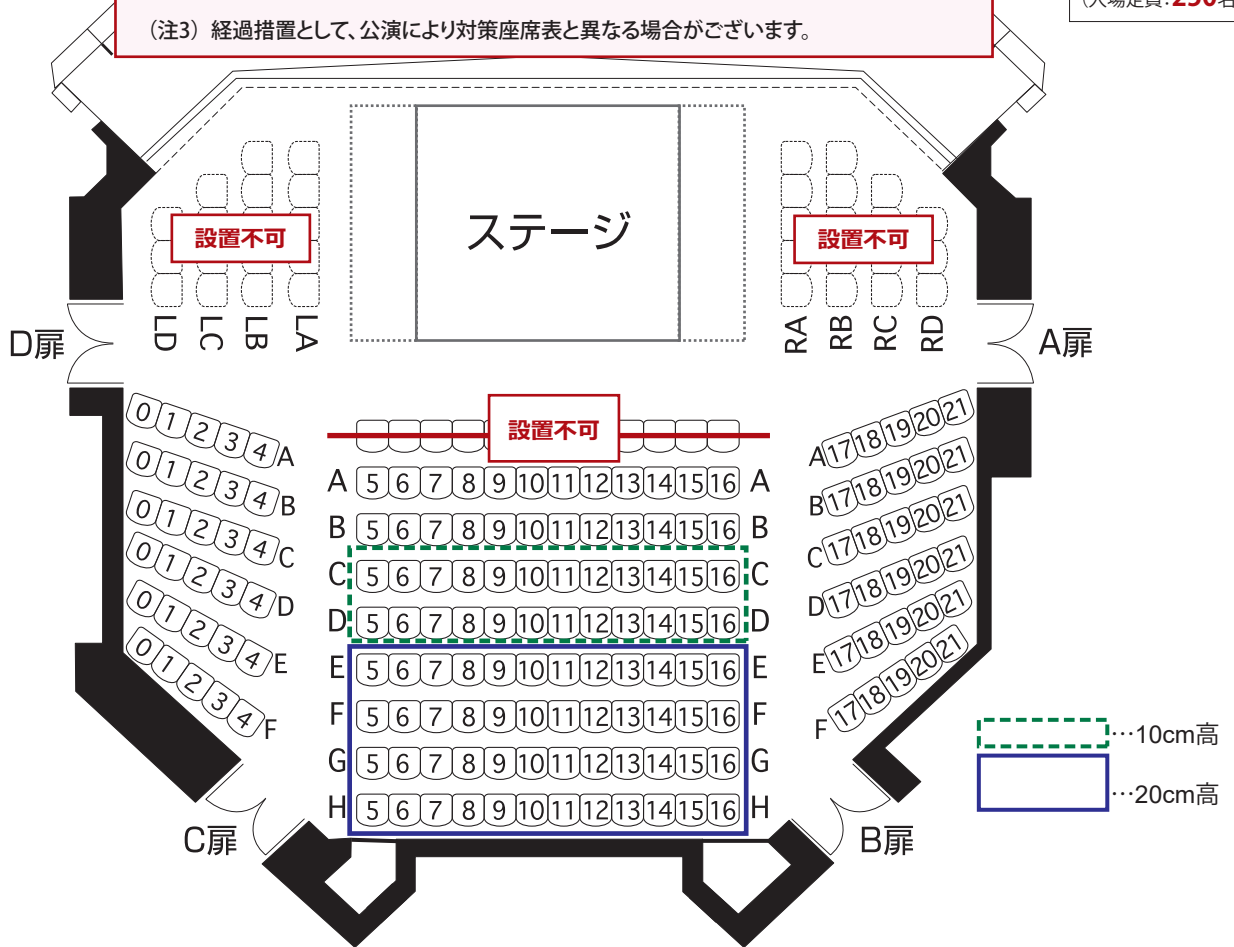 (注3) 経過措置として、公演により対策座席表と異なる場合がございます。
設置不可
ステージ
設置不可
LD LC LB LA
RA RB RC RD
D扉
A扉
設置不可
0 1 2 3 4 A
0 1 2 3 4 B
0 1 2 3 4 C
0 1 2 3 4 D
0 1 2 3 4 E
0 1 2 3 4 F
A 5 6 7 8 9 10 11 12 13 14 15 16 A
B 5 6 7 8 9 10 11 12 13 14 15 16 B
C 5 6 7 8 9 10 11 12 13 14 15 16 C
D 5 6 7 8 9 10 11 12 13 14 15 16 D
E 5 6 7 8 9 10 11 12 13 14 15 16 E
F 5 6 7 8 9 10 11 12 13 14 15 16 F
G 5 6 7 8 9 10 11 12 13 14 15 16 G
H 5 6 7 8 9 10 11 12 13 14 15 16 H
A 17 18 19 20 21
B 17 18 19 20 21
C 17 18 19 20 21
D 17 18 19 20 21
E 17 18 19 20 21
F 17 18 19 20 21
…10cm高
…20cm高
C扉
B扉